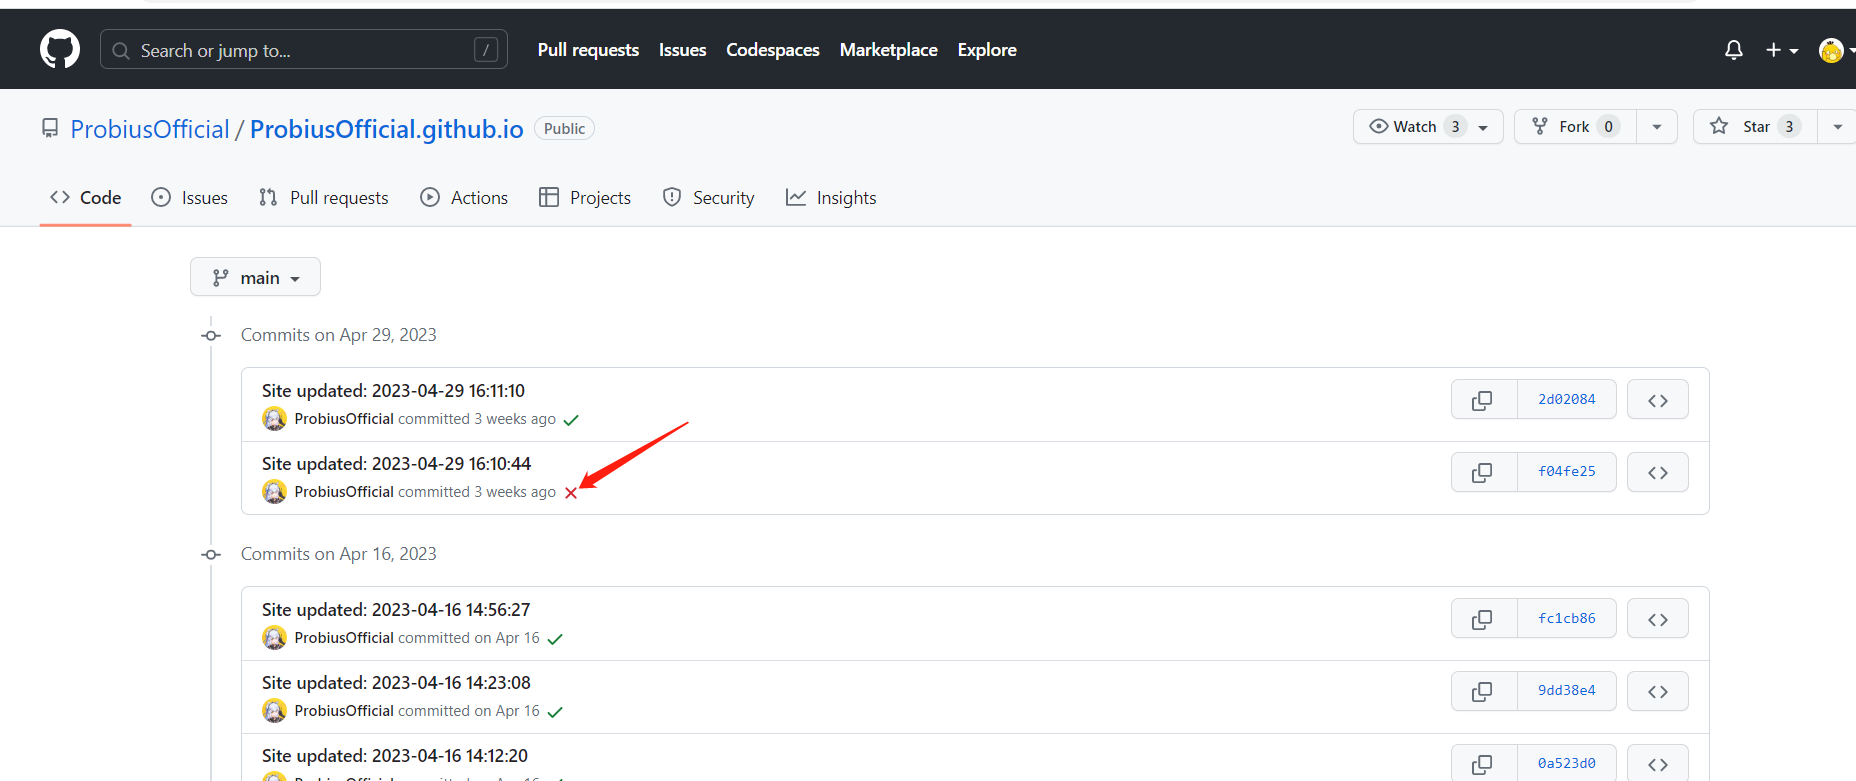 Search or jump to... /
Pull requests Issues Codespaces Marketplace Explore
ProbiusOfficial / ProbiusOfficial.github.io Public
Watch 3 Fork 0 Star 3
Code Issues Pull requests Actions Projects Security Insights
main
Commits on Apr 29, 2023
Site updated: 2023-04-29 16:11:10
ProbiusOfficial committed 3 weeks ago
2d02084
Site updated: 2023-04-29 16:10:44
ProbiusOfficial committed 3 weeks ago
f04fe25
Commits on Apr 16, 2023
Site updated: 2023-04-16 14:56:27
ProbiusOfficial committed on Apr 16
fc1cb86
Site updated: 2023-04-16 14:23:08
ProbiusOfficial committed on Apr 16
9dd38e4
Site updated: 2023-04-16 14:12:20
0a523d0